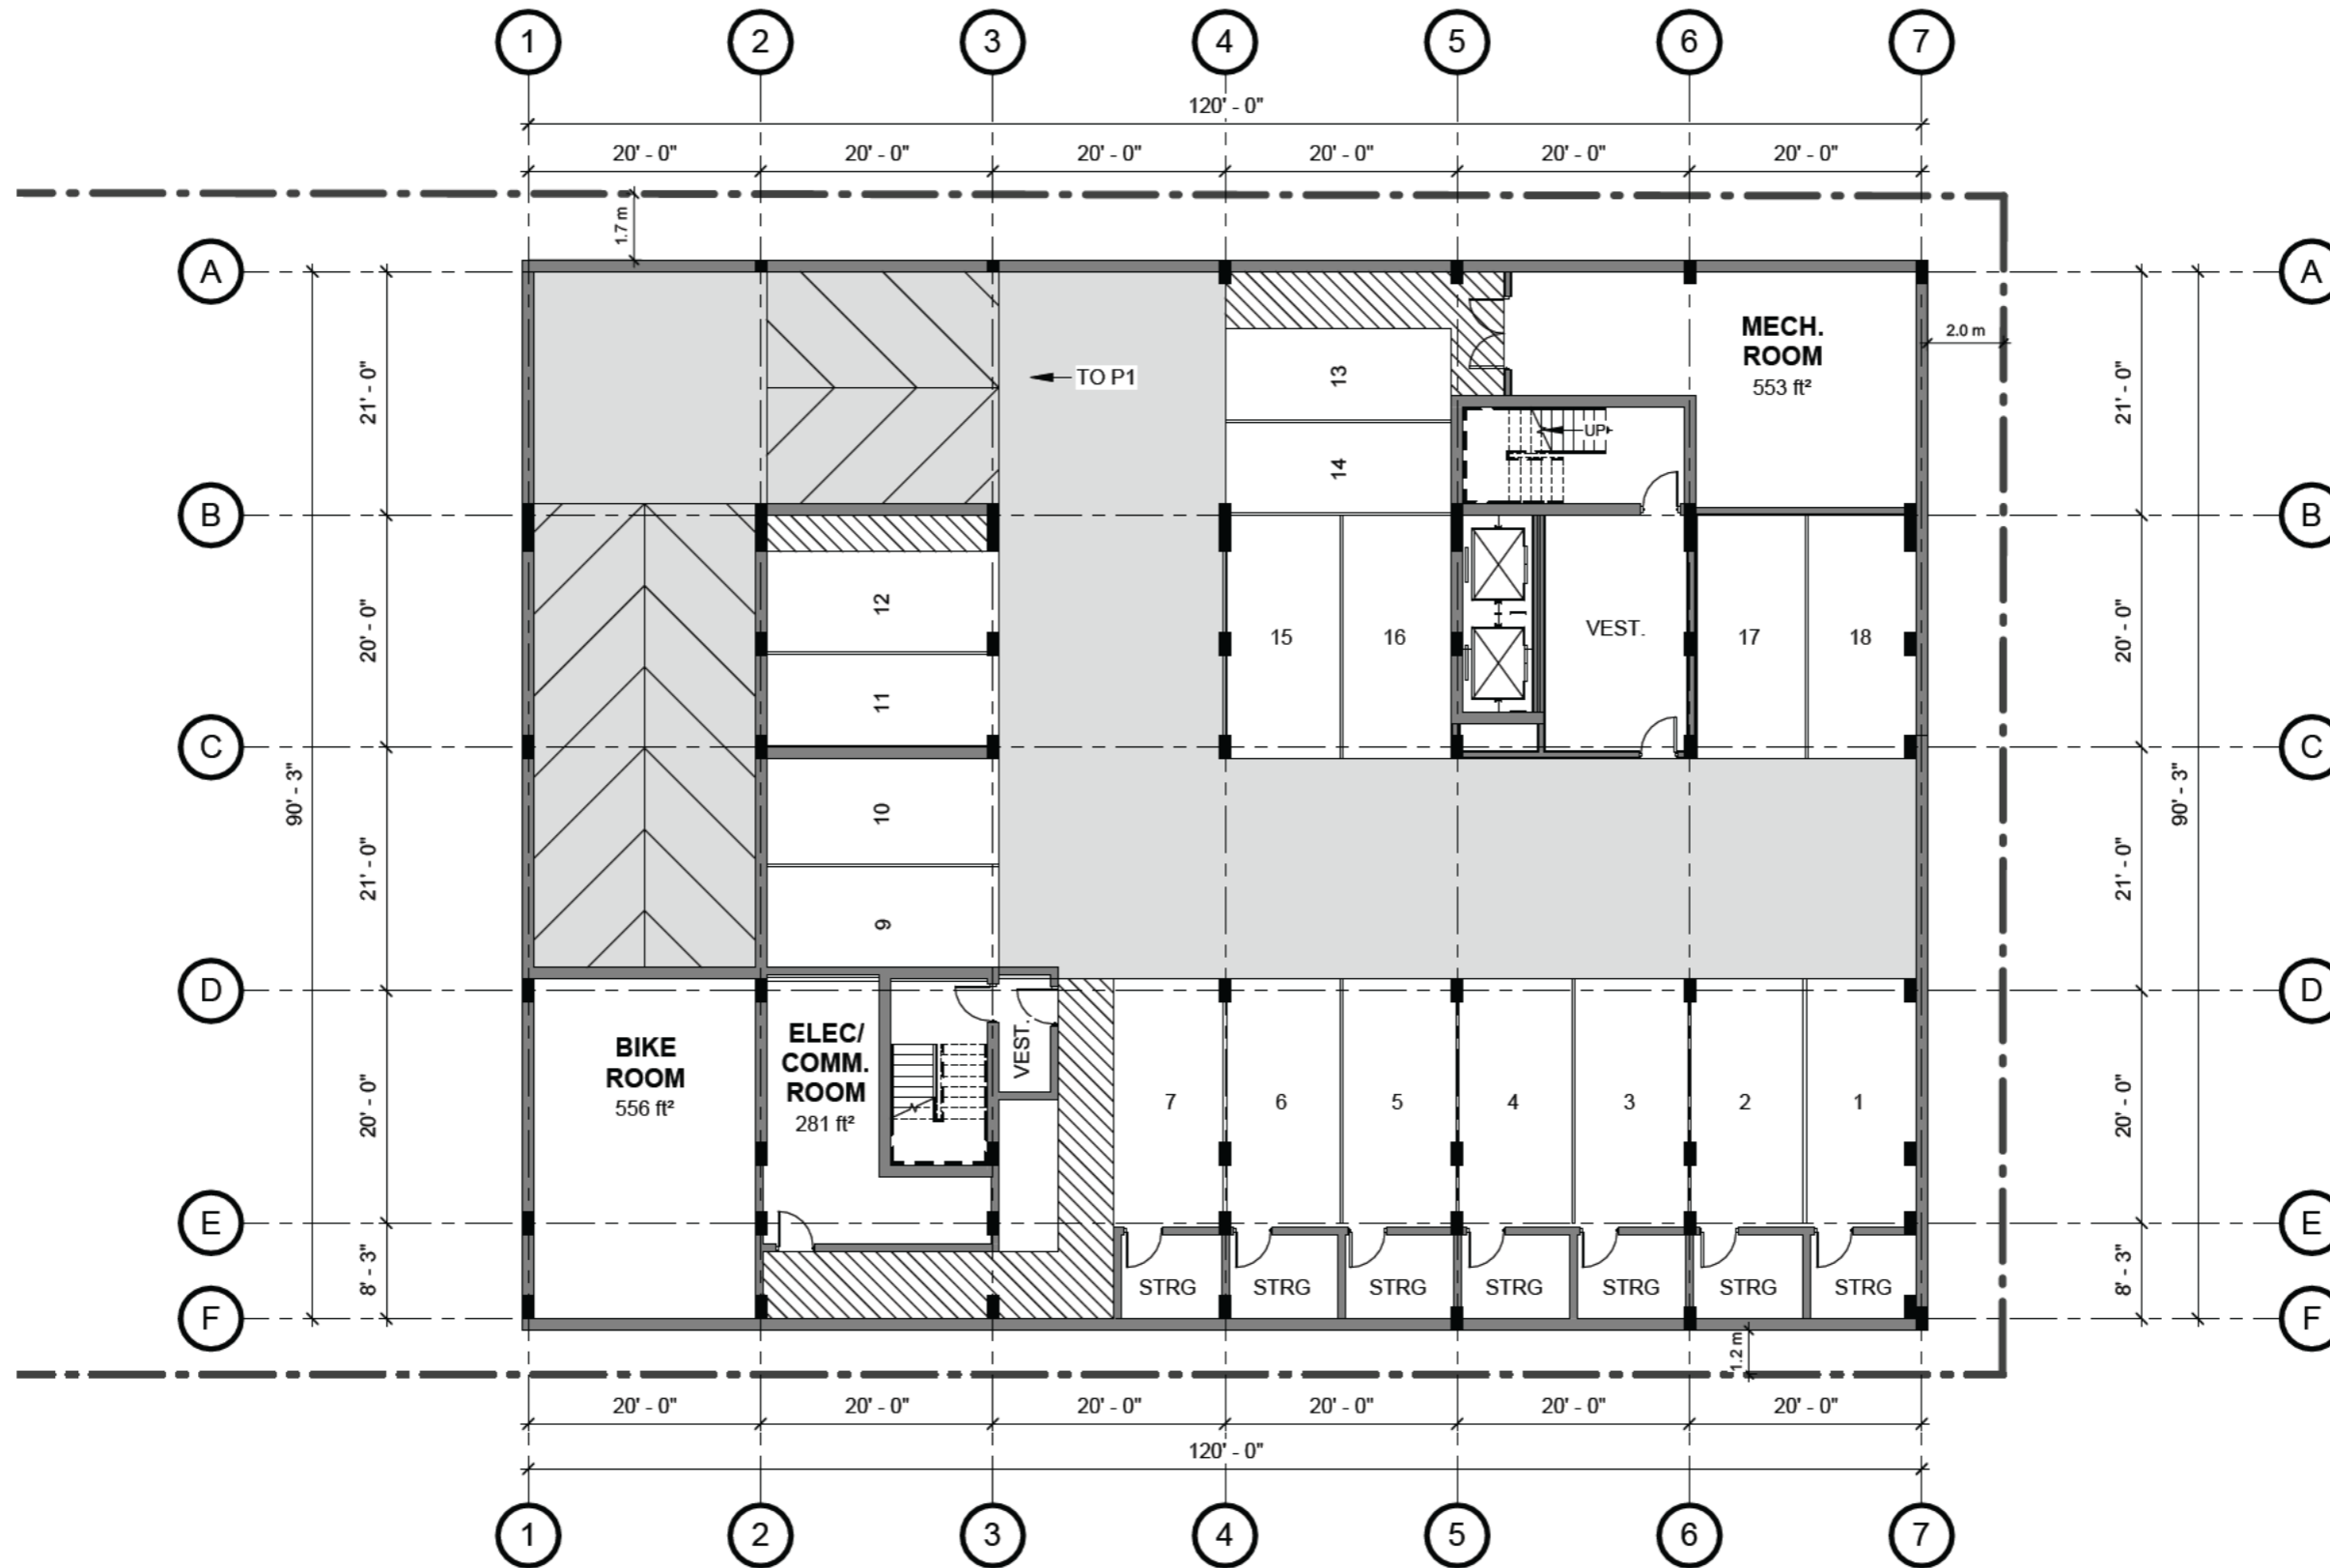 1 2 3 4 5 6 7
120' - 0"
20' - 0" 20' - 0" 20' - 0" 20' - 0" 20' - 0" 20' - 0"
1.7 m
A A
MECH.
ROOM
553 ft²
2.0 m
21' - 0" 21' - 0"
TO P1
13
UP
14
B B
12
20' - 0" 20' - 0"
15 16 VEST. 17 18
11
C C
90' - 3" 90' - 3"
10
21' - 0" 21' - 0"
9
D D
BIKE
ROOM
556 ft²
ELEC/
COMM.
ROOM
281 ft²
VEST.
20' - 0" 20' - 0"
7 6 5 4 3 2 1
E E
8' - 3" 8' - 3"
STRG STRG STRG STRG STRG STRG STRG
F F
1.2 m
20' - 0" 20' - 0" 20' - 0" 20' - 0" 20' - 0" 20' - 0"
120' - 0"
1 2 3 4 5 6 7